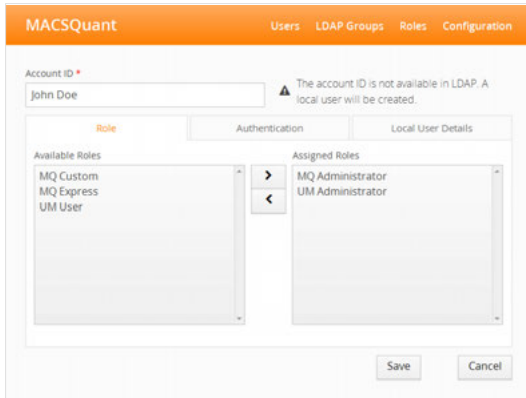 MACSQuant
Users LDAP Groups Roles Configuration
Account ID *
John Doe
The account ID is not available in LDAP. A
local user will be created.
Role Authentication Local User Details
Available Roles
MQ Custom
MQ Express
UM User
Assigned Roles
MQ Administrator
UM Administrator
Save Cancel